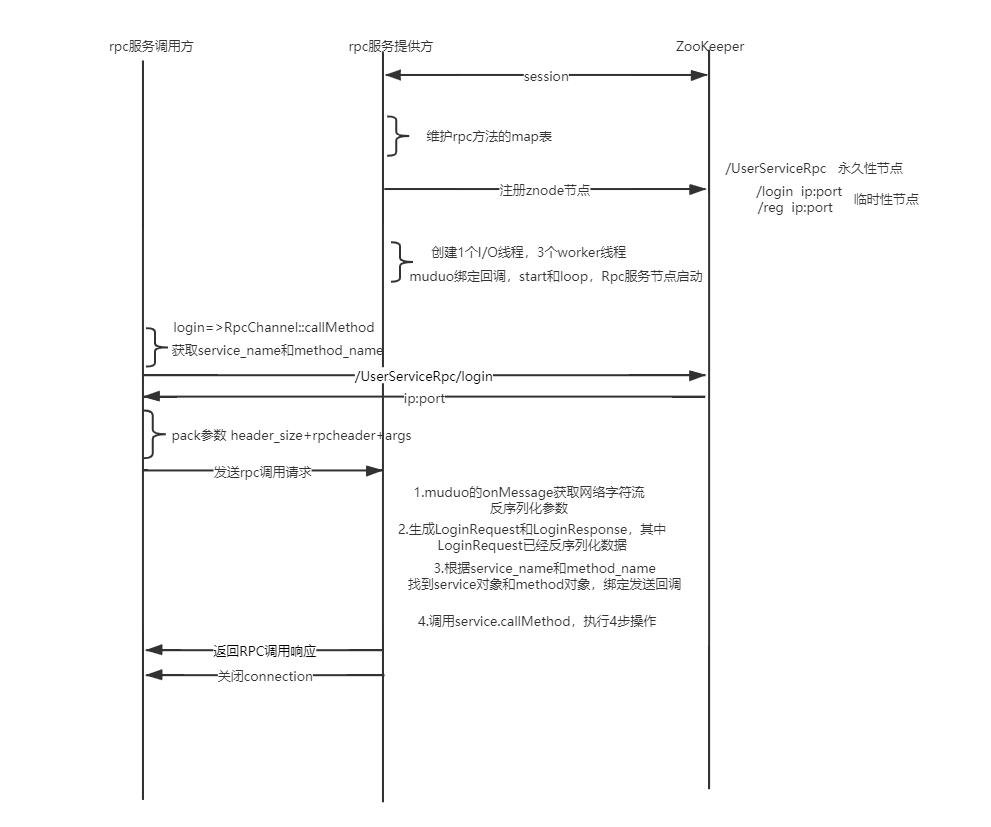 rpc服务调用方
rpc服务提供方
ZooKeeper
session
维护rpc方法的map表
/UserServiceRpc 永久性节点
注册znode节点
/login ip:port
/reg ip:port
临时性节点
创建1个I/O线程，3个worker线程
muduo绑定回调，start和loop，Rpc服务节点启动
login=>RpcChannel::callMethod
获取service_name和method_name
/UserServiceRpc/login
ip:port
pack参数 header_size+rpcheader+args
发送rpc调用请求
1.muduo的onMessage获取网络字符流
反序列化参数
2.生成LoginRequest和LoginResponse，其中
LoginRequest已经反序列化数据
3.根据service_name和method_name
找到service对象和method对象，绑定发送回调
4.调用service.callMethod，执行4步操作
返回RPC调用响应
关闭connection